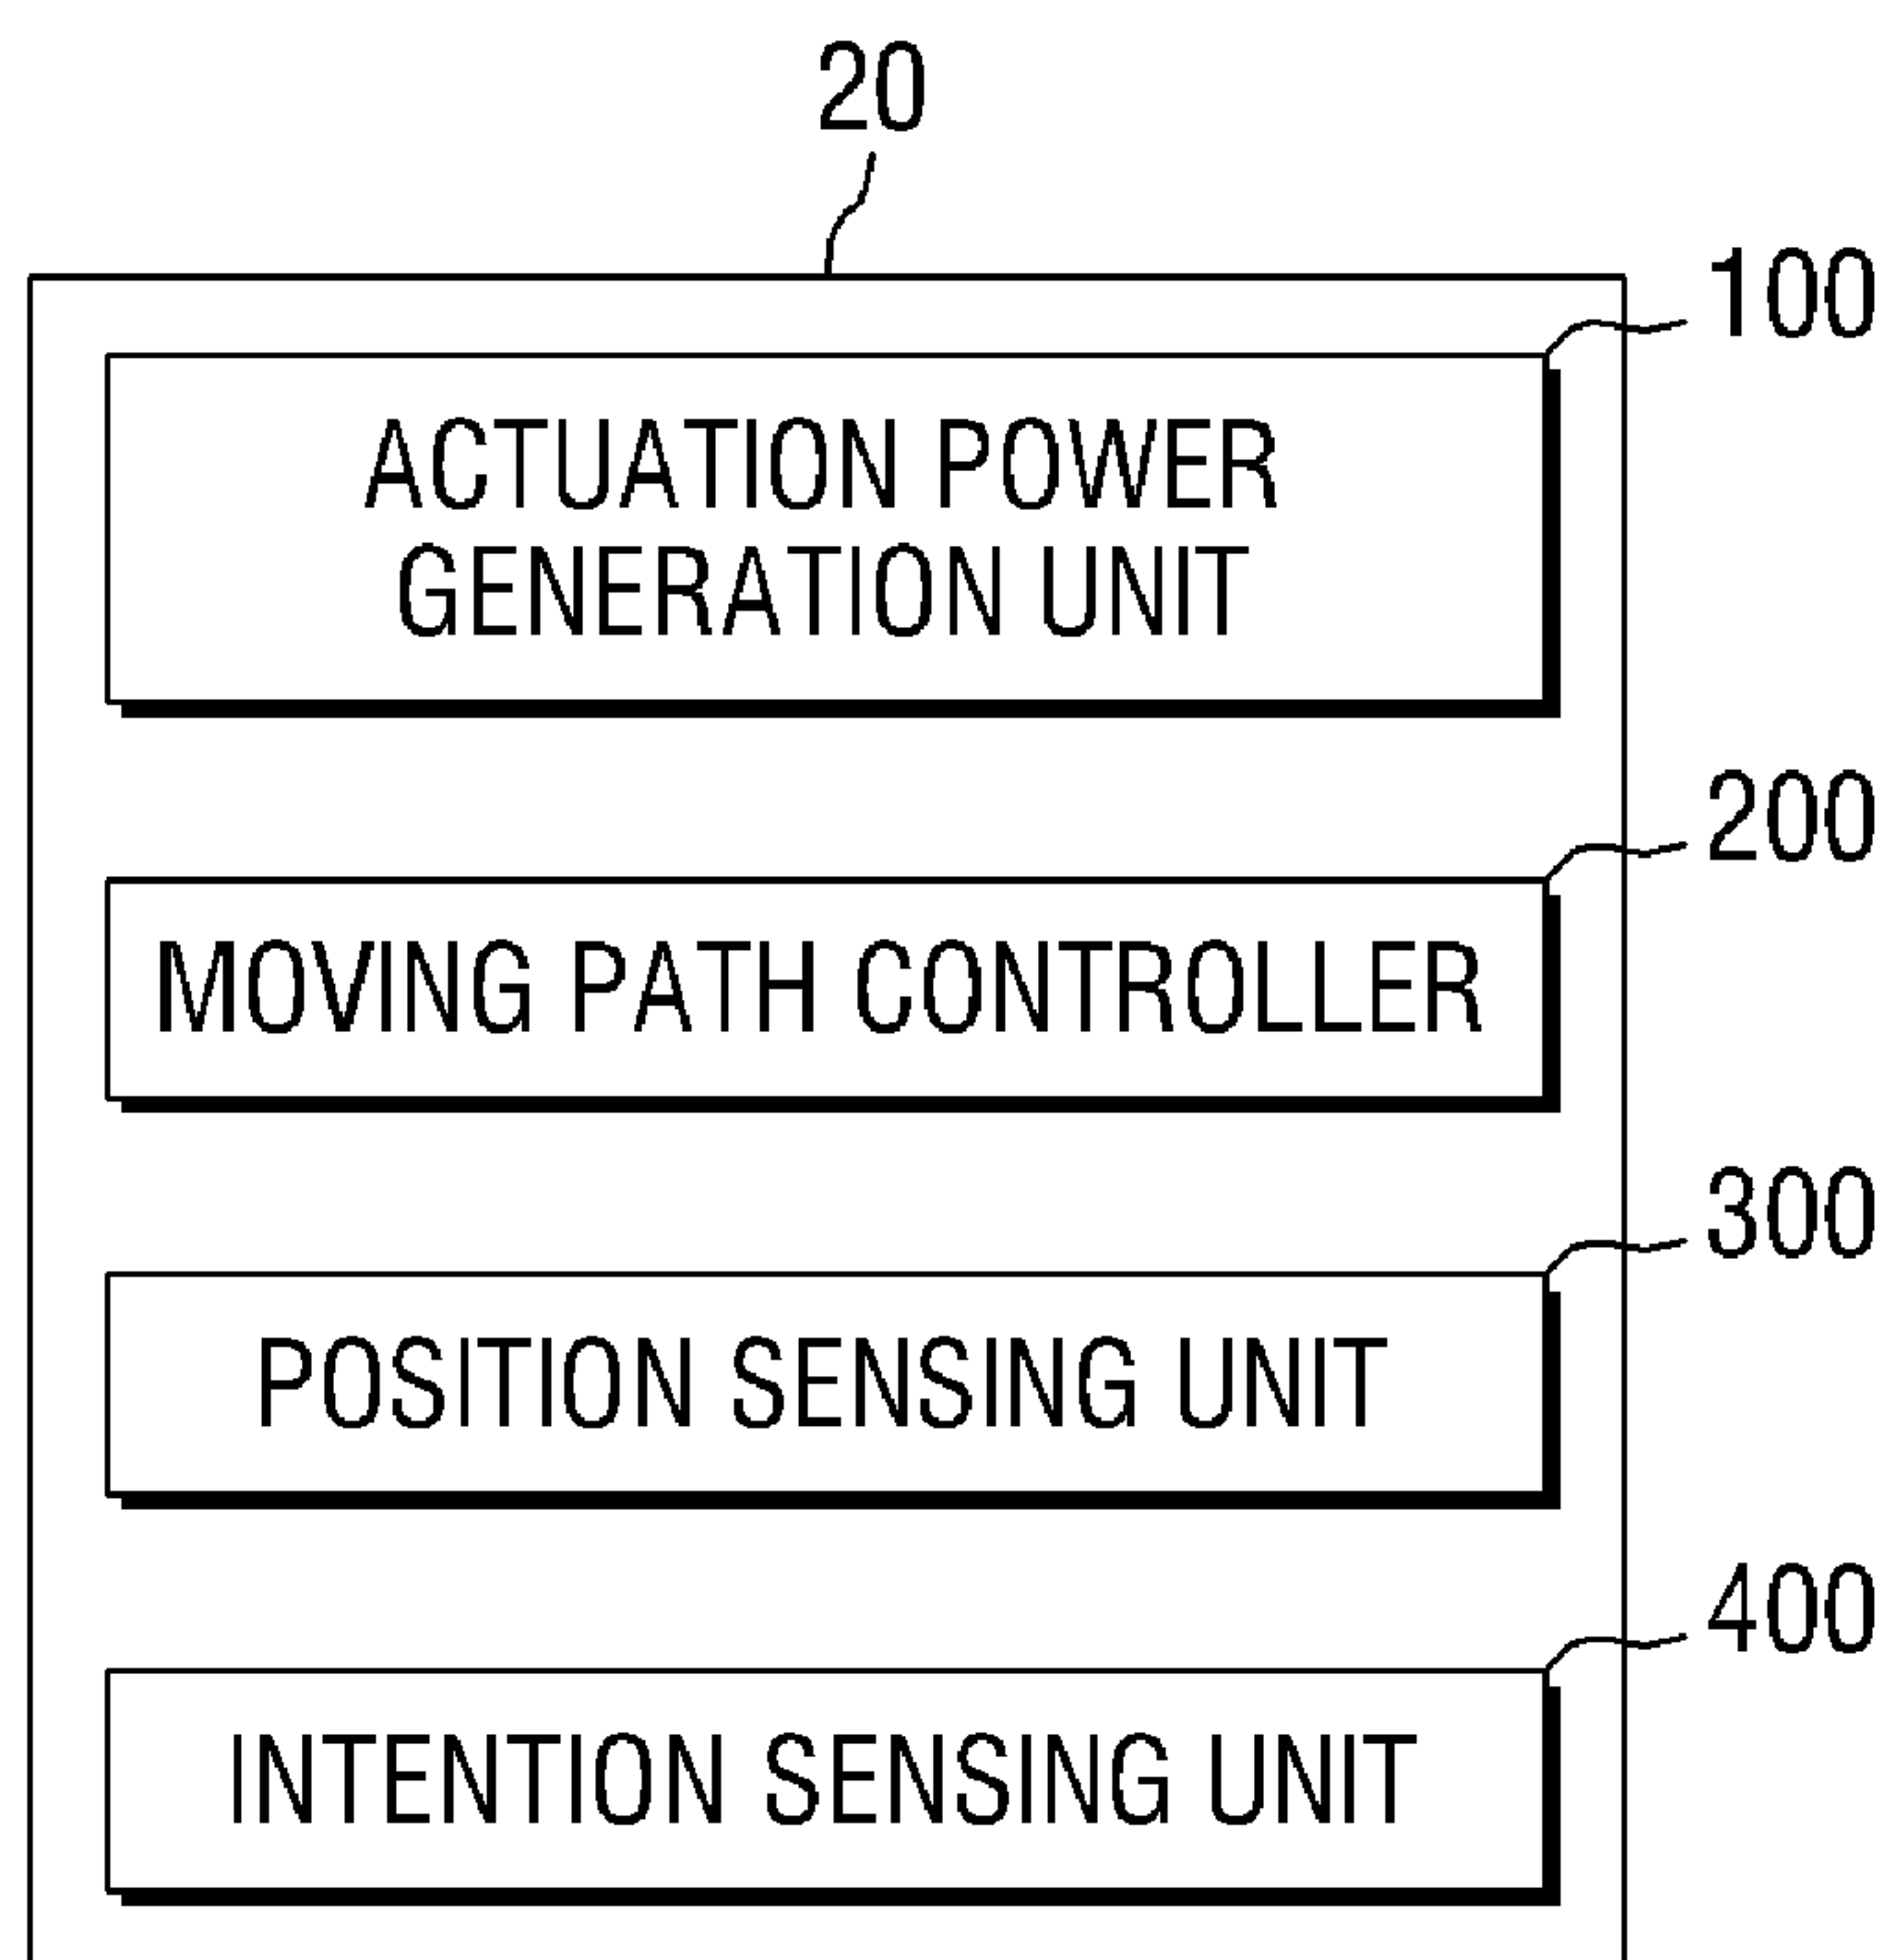 20
100
ACTUATION POWER
GENERATION UNIT
200
MOVING PATH CONTROLLER
300
POSITION SENSING UNIT
400
INTENTION SENSING UNIT